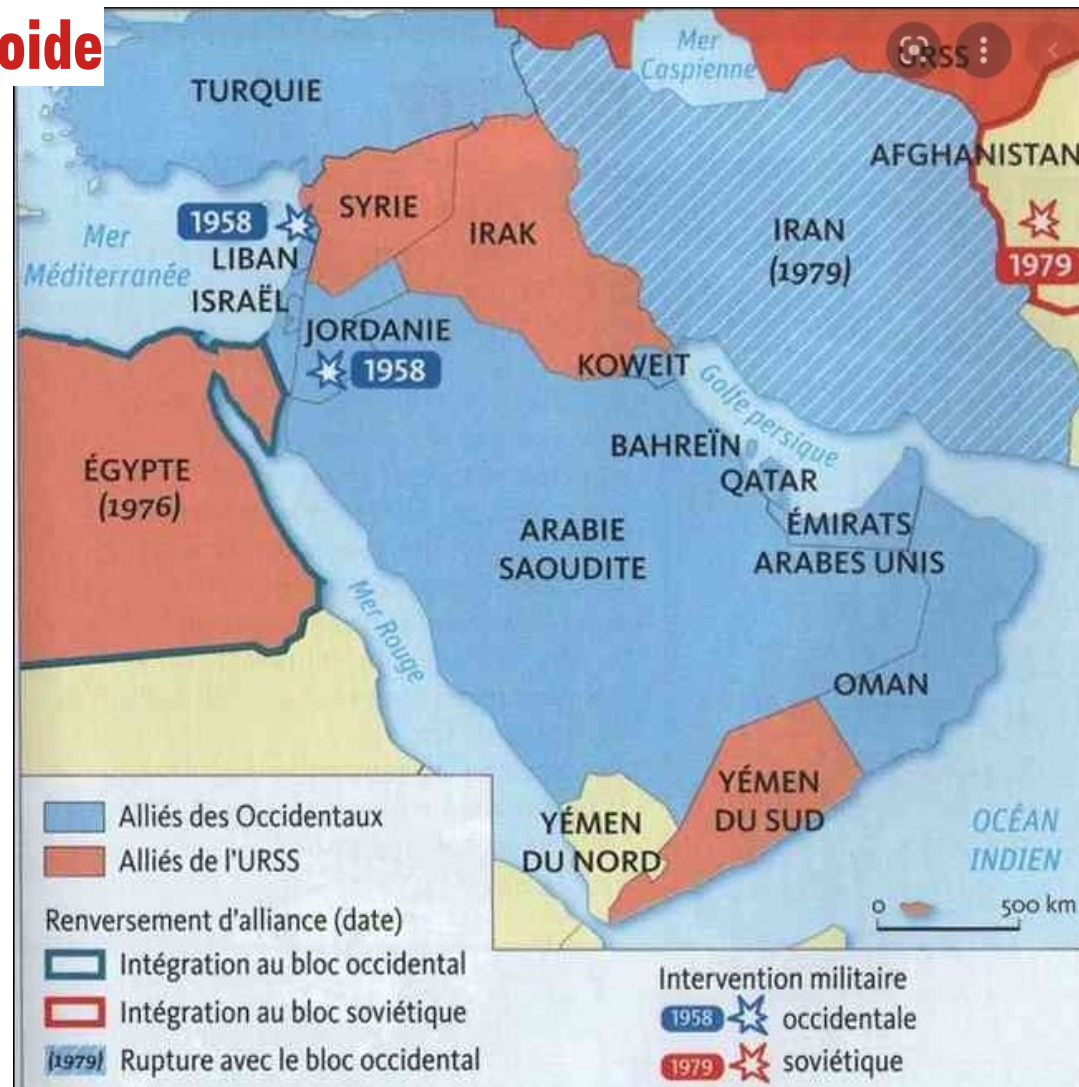 oide
Mer
Caspienne
URSS
TURQUIE
AFGHANISTAN
SYRIE
IRAK
IRAN
(1979)
1958
1979
Mer
Méditerranée
LIBAN
ISRAËL
JORDANIE
1958
KOWEIT
Golfe persique
BAHREÏN
QATAR
ÉGYPTE
(1976)
ARABIE
SAOUDITE
ÉMIRATS
ARABES UNIS
Mer Rouge
OMAN
YÉMEN
DU SUD
YÉMEN
DU NORD
OCÉAN
INDIEN
0 500 km
Alliés des Occidentaux
Alliés de l'URSS
Renversement d'alliance (date)
Intégration au bloc occidental
Intégration au bloc soviétique
(1979) Rupture avec le bloc occidental
Intervention militaire
1958 occidentale
1979 soviétique